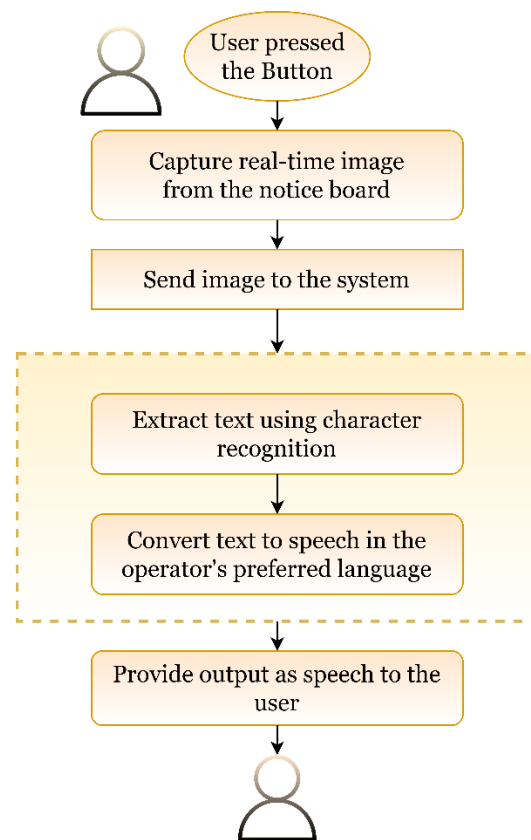 User pressed
the Button
Capture real-time image
from the notice board
Send image to the system
Extract text using character
recognition
Convert text to speech in the
operator's preferred language
Provide output as speech to the
user